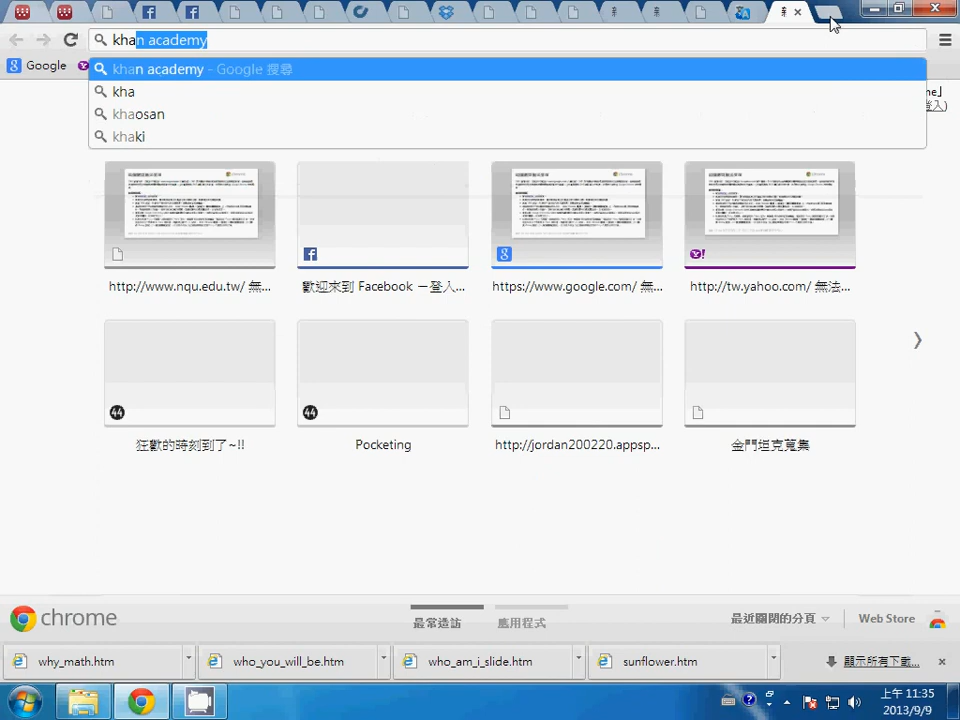 khan academy
Google
khan academy - Google 搜尋
kha
khaosan
khaki
http://www.nqu.edu.tw/ 無...
歡迎來到 Facebook －登入...
https://www.google.com/ 無...
http://tw.yahoo.com/ 無法...
狂歡的時刻到了~!!
Pocketing
http://jordan200220.appsp...
金門坦克蒐集
chrome
最常造訪
應用程式
最近關閉的分頁
Web Store
why_math.htm
who_you_will_be.htm
who_am_i_slide.htm
sunflower.htm
顯示所有下載...
上午 11:35
2013/9/9